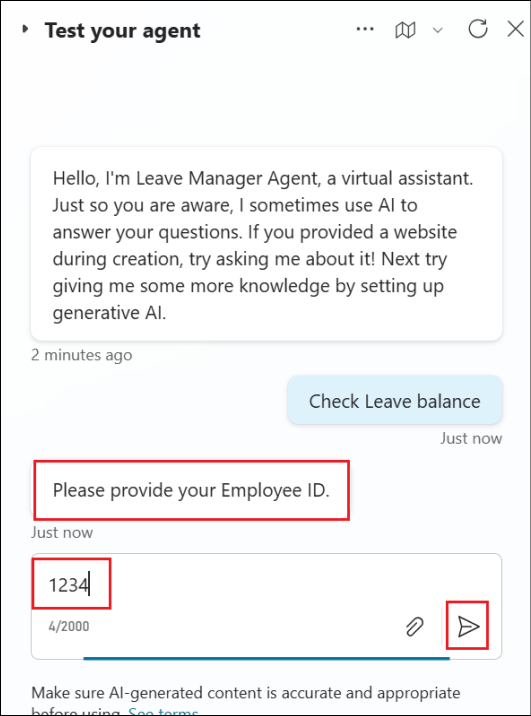 Test your agent
Hello, I'm Leave Manager Agent, a virtual assistant.
Just so you are aware, I sometimes use AI to
answer your questions. If you provided a website
during creation, try asking me about it! Next try
giving me some more knowledge by setting up
generative AI.
2 minutes ago
Check Leave balance
Just now
Please provide your Employee ID.
Just now
1234
4/2000
Make sure AI-generated content is accurate and appropriate
before using. See terms